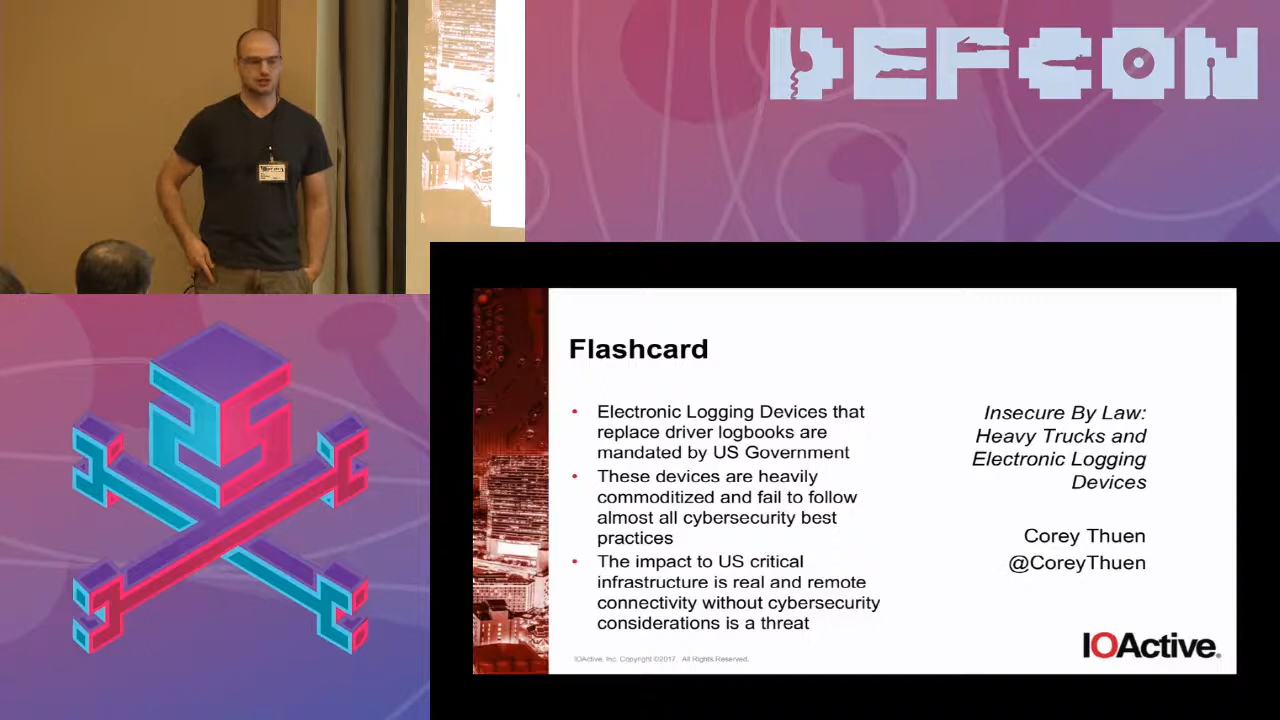 DEFCON
Flashcard
• Electronic Logging Devices that
replace driver logbooks are
mandated by US Government
• These devices are heavily
commoditized and fail to follow
almost all cybersecurity best
practices
• The impact to US critical
infrastructure is real and remote
connectivity without cybersecurity
considerations is a threat
Insecure By Law:
Heavy Trucks and
Electronic Logging
Devices
Corey Thuen
@CoreyThuen
IOActive, Inc. Copyright ©2017. All Rights Reserved.
IOActive®